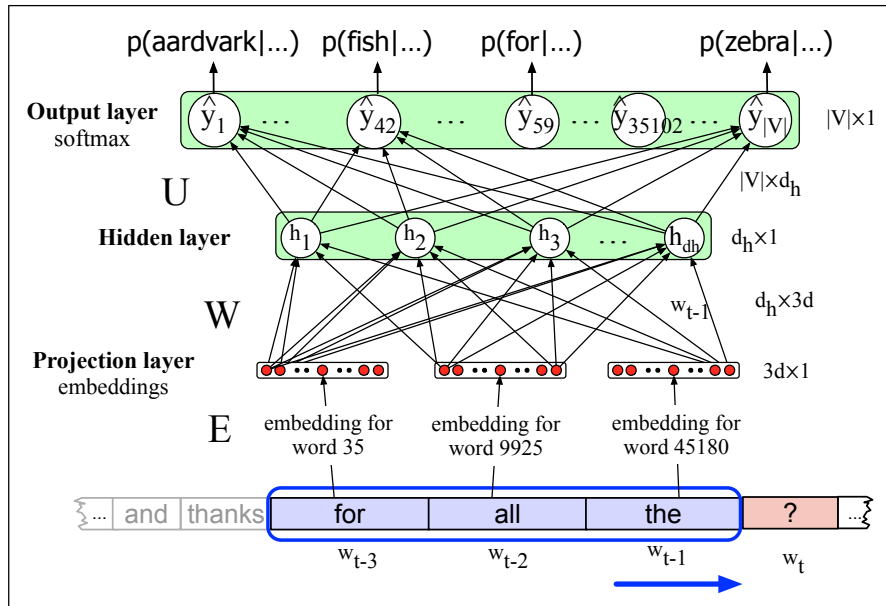 p(aardvark|...) p(fish|...) p(for|...) p(zebra|...)
Output layer
softmax
ŷ1 ... ŷ42 ... ŷ59 ... ŷ35102 ... ŷ|V|
|V|×1
U
|V|×dh
Hidden layer
h1 h2 h3 ... hdh
dh×1
W
wt-1
dh×3d
Projection layer
embeddings
3d×1
E
embedding for
word 35
embedding for
word 9925
embedding for
word 45180
... and thanks for all the ? ...
wt-3 wt-2 wt-1 wt